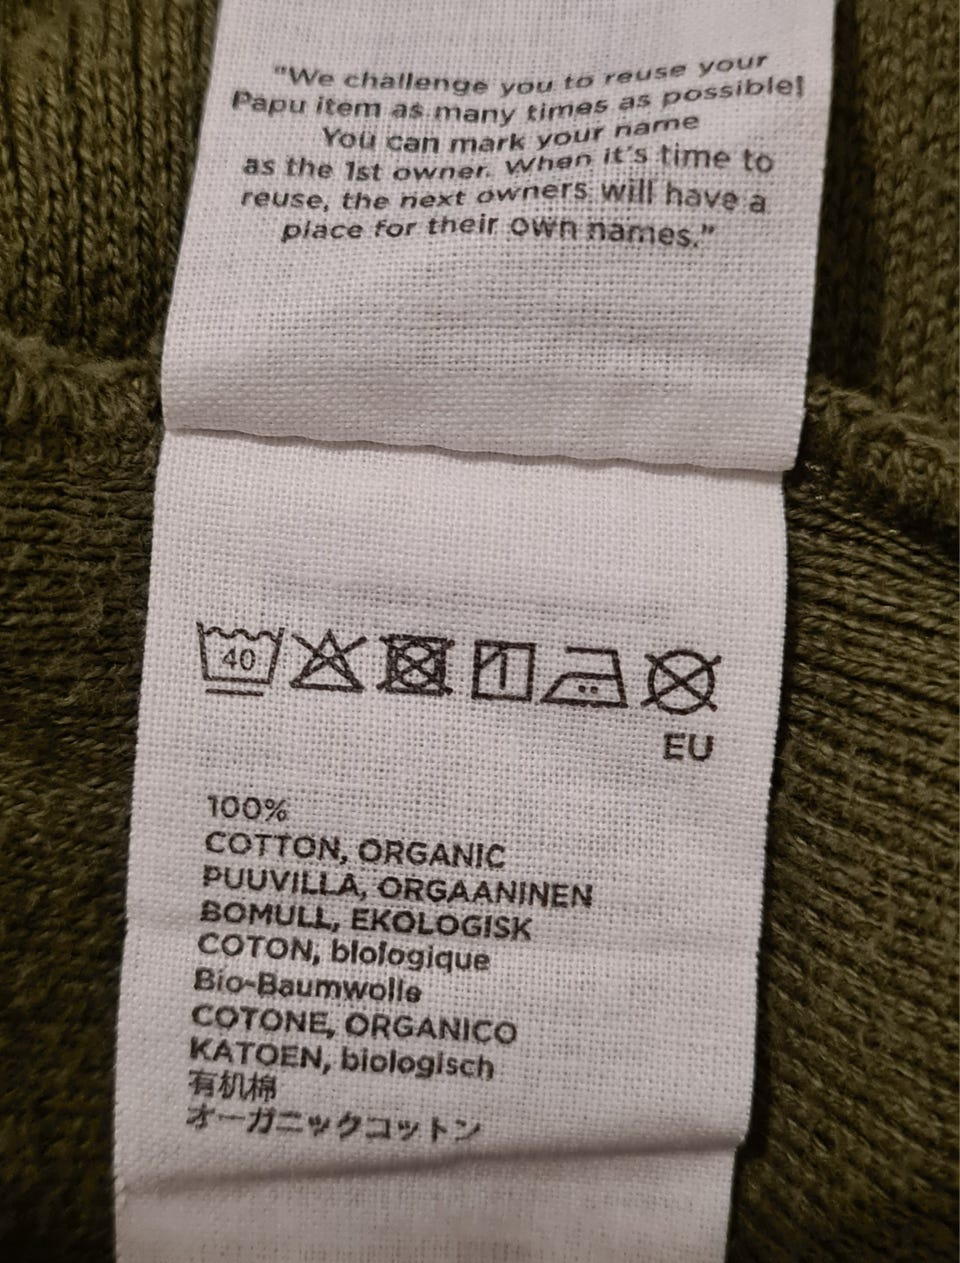 "We challenge you to reuse your
Papu item as many times as possible!
You can mark your name
as the 1st owner. When it's time to
reuse, the next owners will have a
place for their own names."
40
EU
100%
COTTON, ORGANIC
PUUVILLA, ORGAANINEN
BOMULL, EKOLOGISK
COTON, biologique
Bio-Baumwolle
COTONE, ORGANICO
KATOEN, biologisch
有机棉
オーガニックコットン